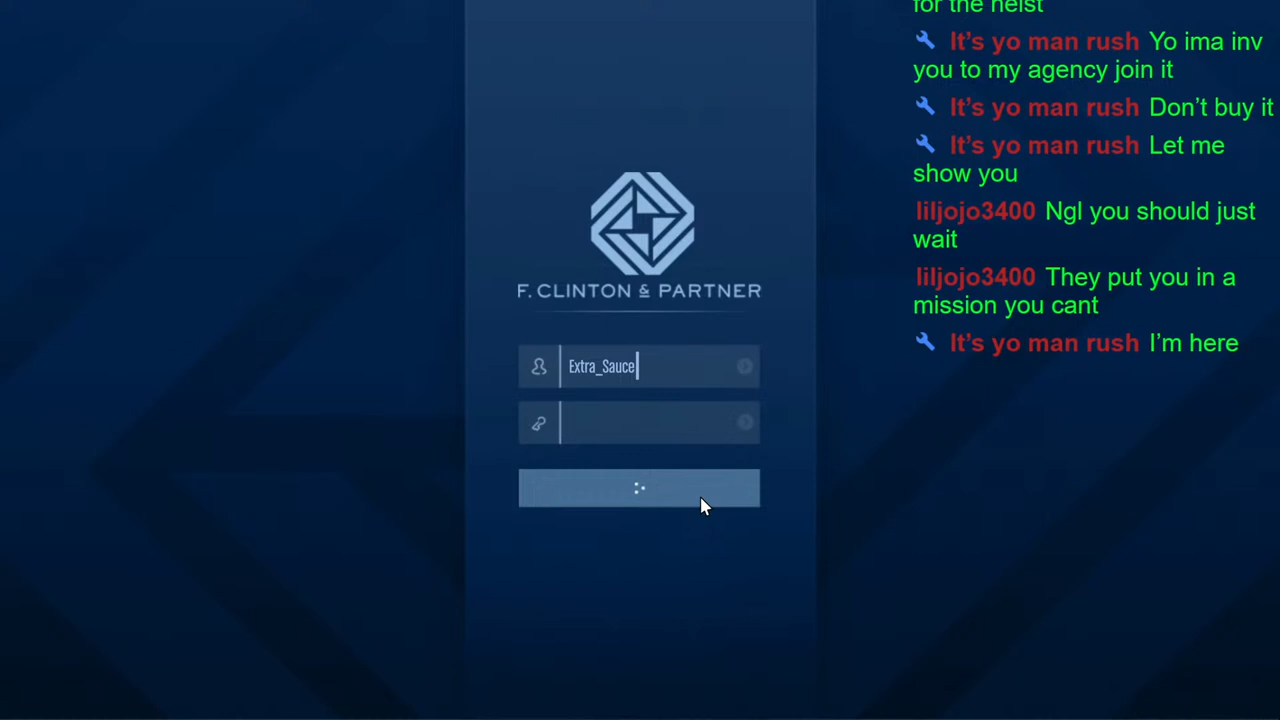 for the heist
It’s yo man rush Yo ima inv
you to my agency join it
It’s yo man rush Don’t buy it
It’s yo man rush Let me
show you
liljojo3400 Ngl you should just
wait
liljojo3400 They put you in a
mission you cant
It’s yo man rush I’m here
F. CLINTON & PARTNER
Extra_Sauce